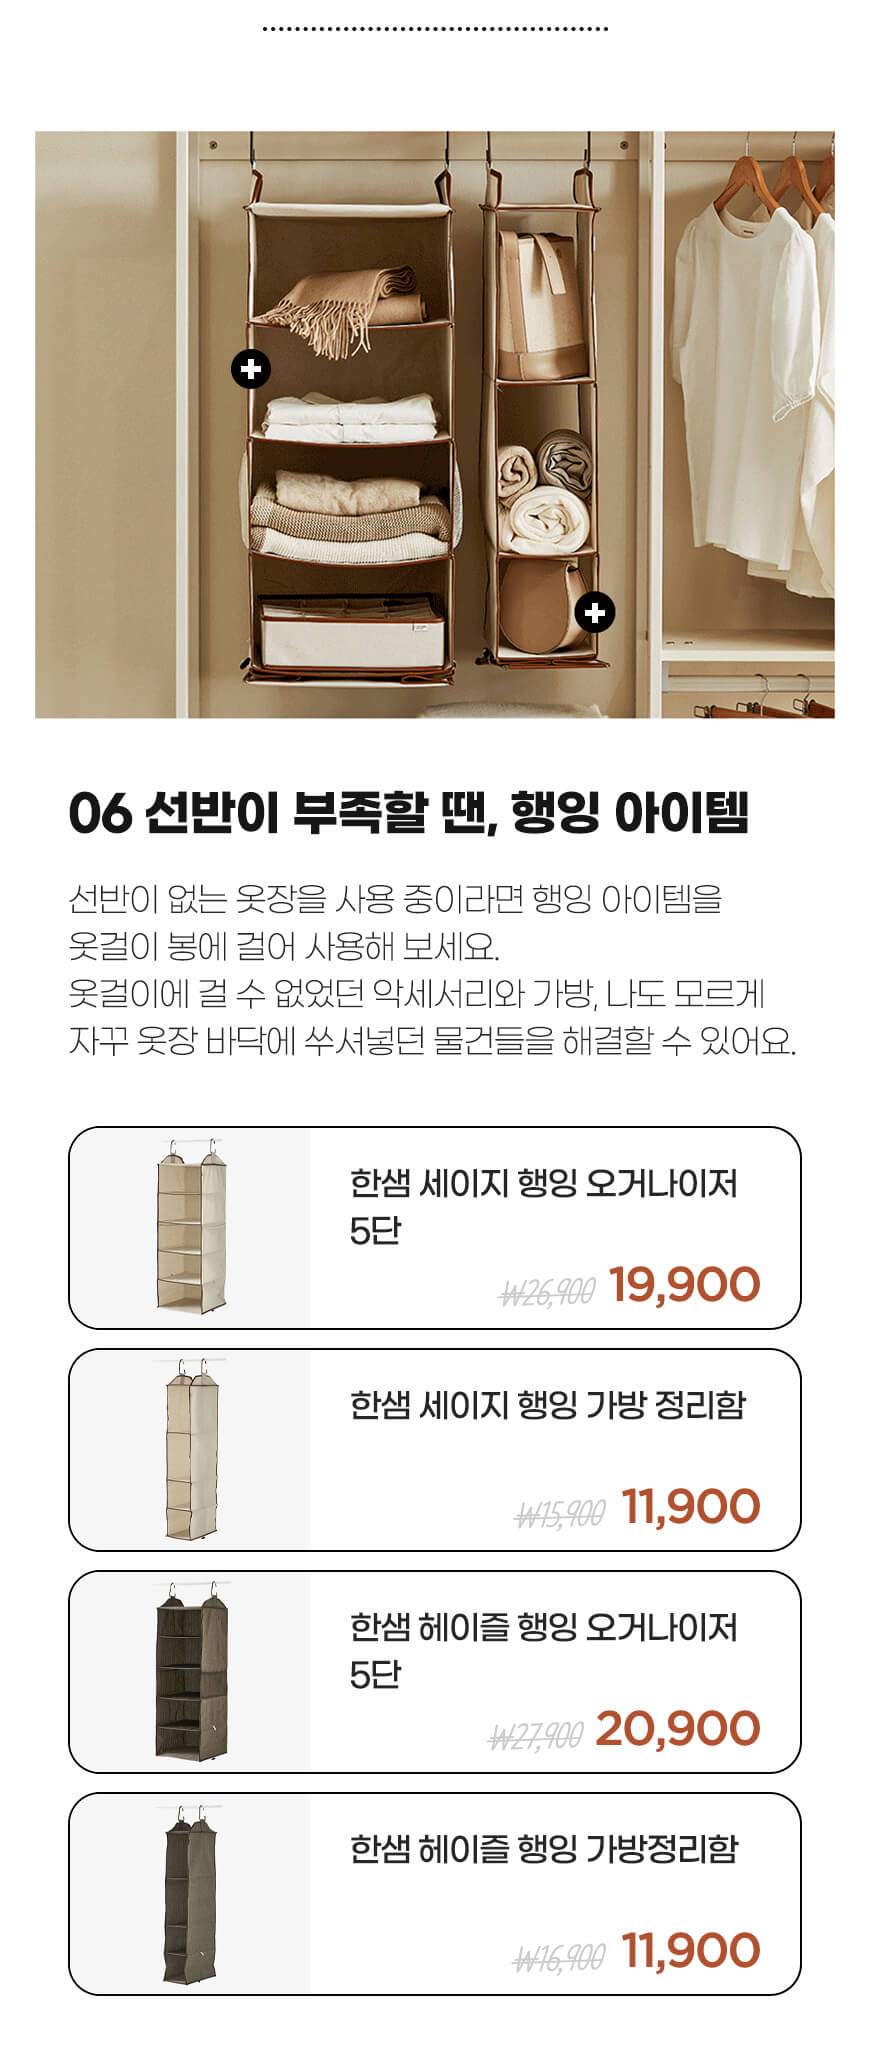 06 선반이 부족할 땐, 행잉 아이템
선반이 없는 옷장을 사용 중이라면 행잉 아이템을
옷걸이 봉에 걸어 사용해 보세요.
옷걸이에 걸 수 없었던 악세서리와 가방, 나도 모르게
자꾸 옷장 바닥에 쑤셔넣던 물건들을 해결할 수 있어요.
한샘 세이지 행잉 오거나이저
5단
₩26,900 19,900
한샘 세이지 행잉 가방 정리함
₩15,900 11,900
한샘 헤이즐 행잉 오거나이저
5단
₩27,900 20,900
한샘 헤이즐 행잉 가방정리함
₩16,900 11,900